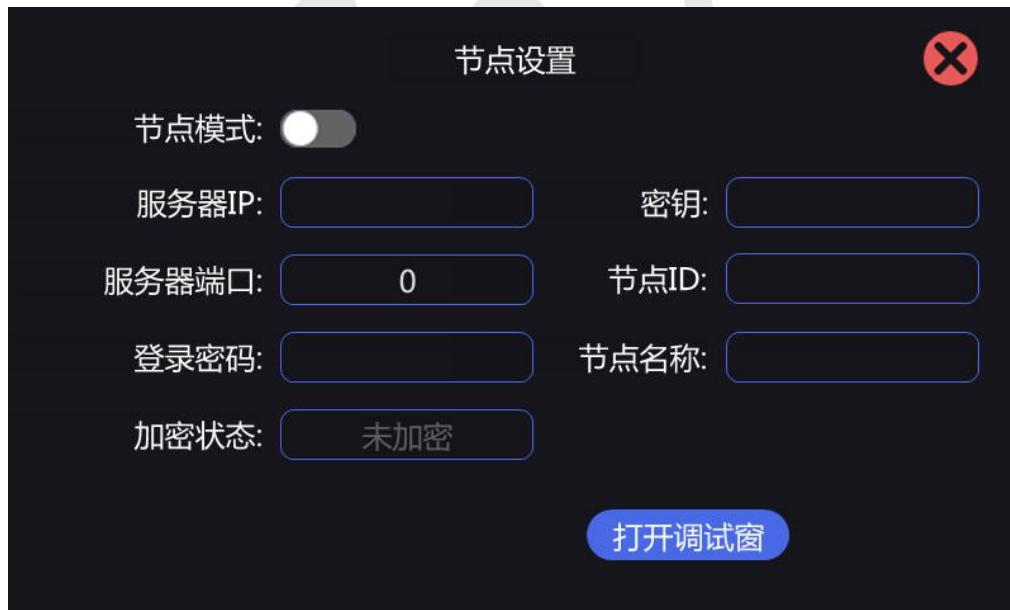 节点设置
节点模式:
服务器IP:
密钥:
服务器端口: 0
节点ID:
登录密码:
节点名称:
加密状态: 未加密
打开调试窗